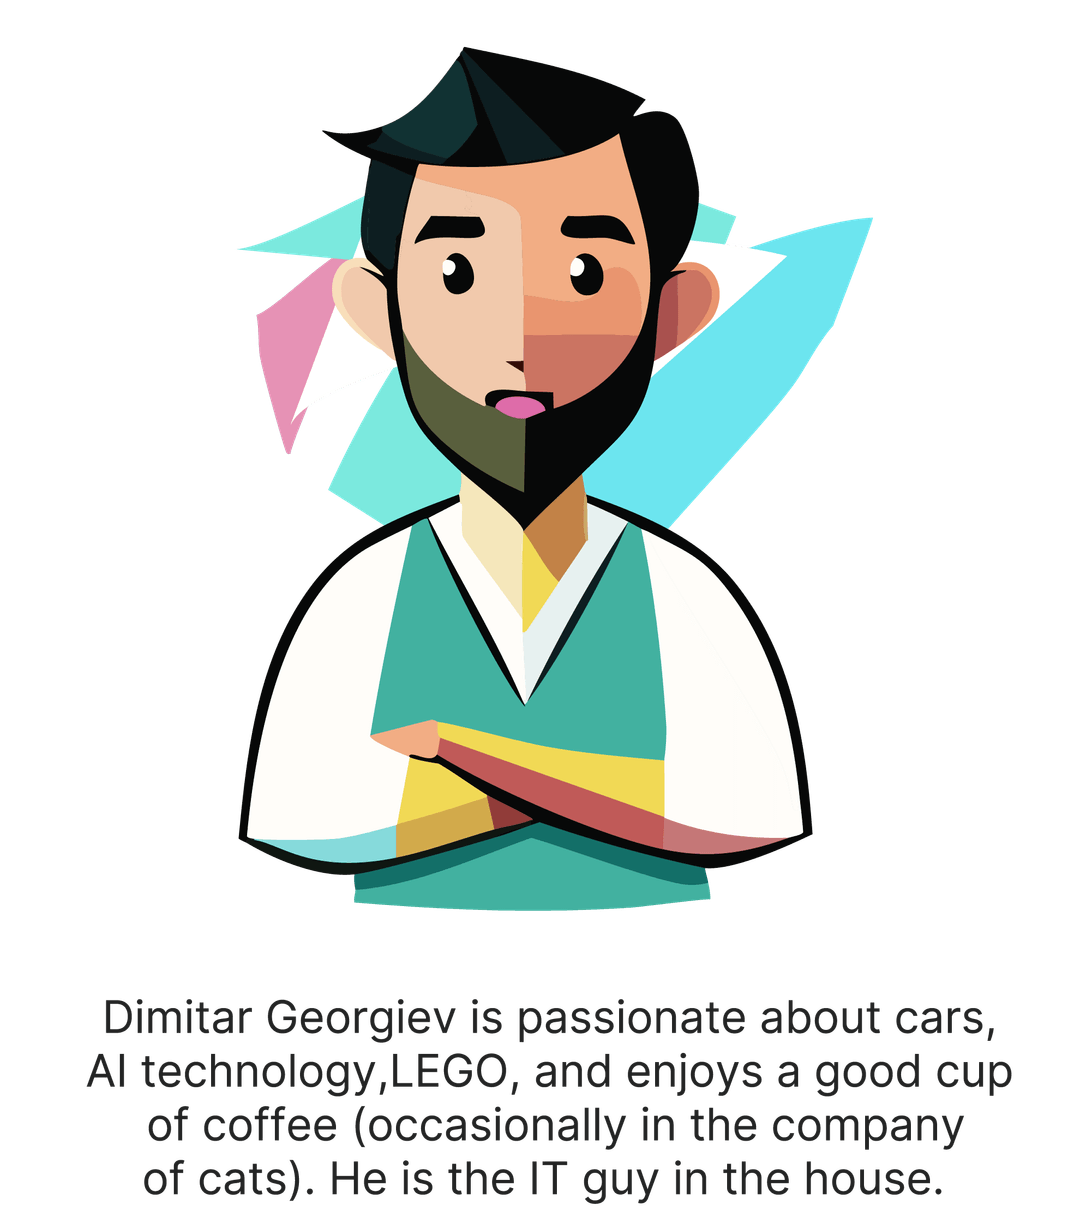 Dimitar Georgiev is passionate about cars,
AI technology,LEGO, and enjoys a good cup
of coffee (occasionally in the company
of cats). He is the IT guy in the house.